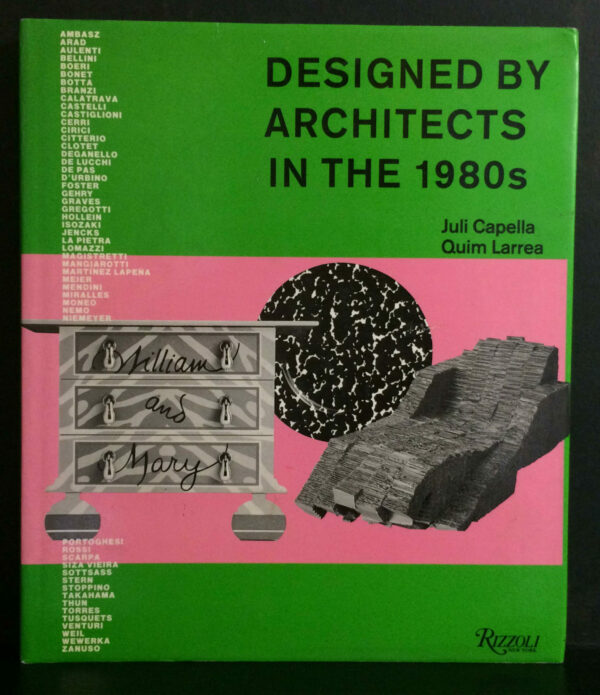 AMBASZ
ARAD
AULENTI
BELLINI
BOERI
BONET
BOTTA
BRANZI
CALATRAVA
CASTELLI
CASTIGLIONI
CERRI
CIRICI
CITTERIO
CLOTET
DEGANELLO
DE LUCCHI
DE PAS
D'URBINO
FOSTER
GEHRY
GRAVES
GREGOTTI
HOLLEIN
ISOZAKI
JENCKS
LA PIETRA
LOMAZZI
MAGISTRETTI
MANGIAROTTI
MARTINEZ LAPEÑA
MEIER
MENDINI
MIRALLES
MONEO
NEMO
NIEMEYER
PORTOGHESI
ROSSI
SCARPA
SIZA VIEIRA
SOTTSASS
STERN
STOPPINO
TAKAHAMA
THUN
TORRES
TUSQUETS
VENTURI
WEIL
WEWERKA
ZANUSO
DESIGNED BY
ARCHITECTS
IN THE 1980s
Juli Capella
Quim Larrea
William
and
Mary
RIZZOLI
NEW YORK